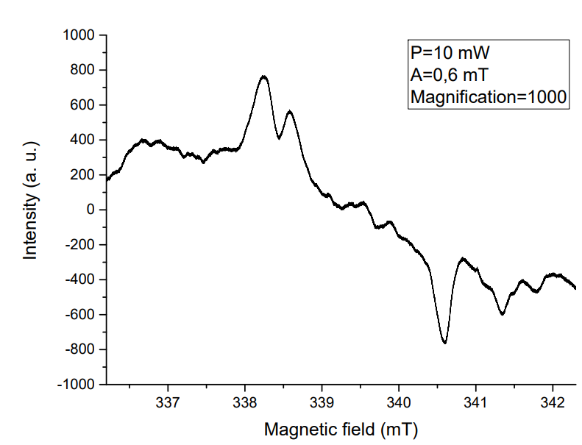 1000
800
600
400
200
0
-200
-400
-600
-800
-1000
Intensity (a. u.)
P=10 mW
A=0,6 mT
Magnification=1000
337 338 339 340 341 342
Magnetic field (mT)